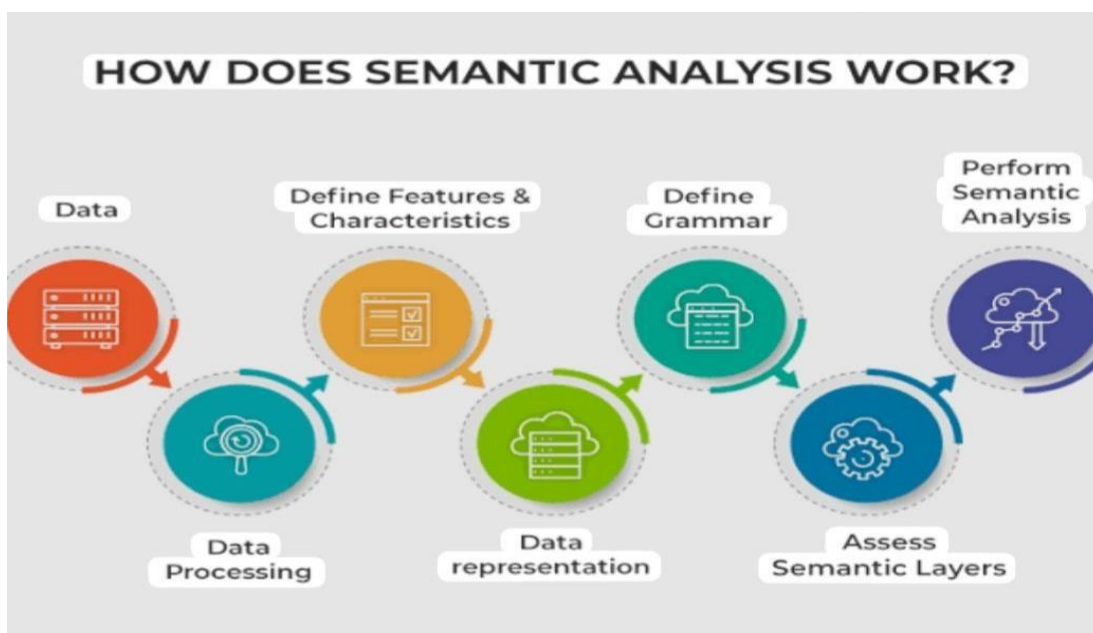 HOW DOES SEMANTIC ANALYSIS WORK?
Data
Data
Processing
Define Features &
Characteristics
Data
representation
Define
Grammar
Assess
Semantic Layers
Perform
Semantic
Analysis